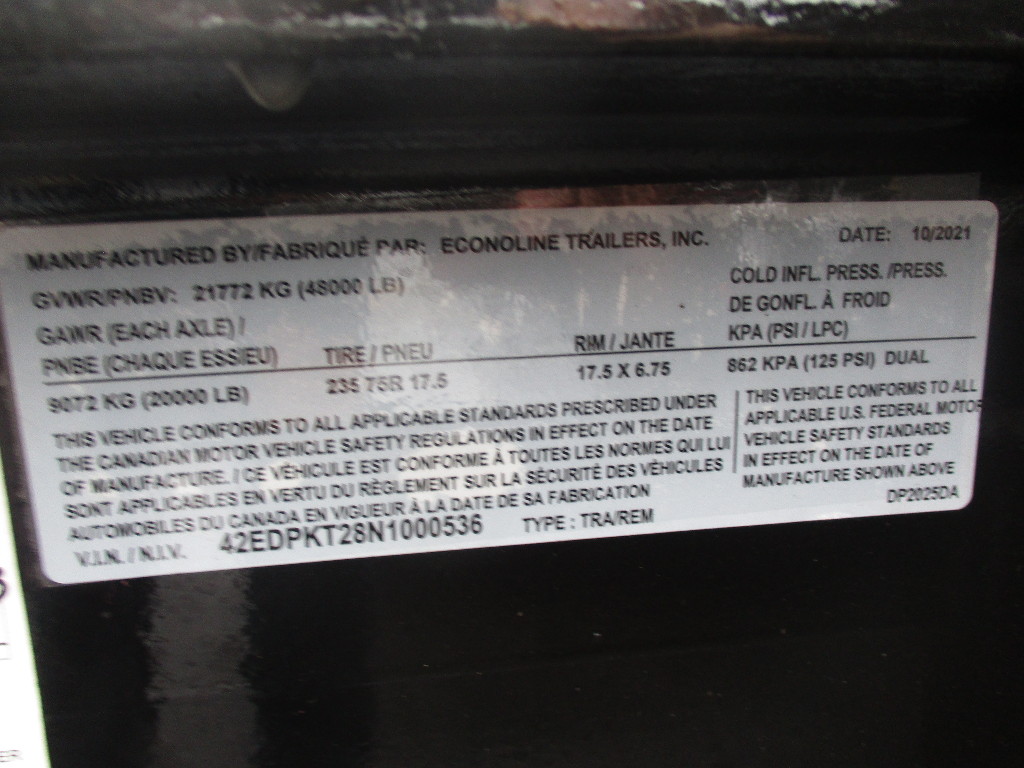 MANUFACTURED BY/FABRIQUÉ PAR: ECONOLINE TRAILERS, INC. DATE: 10/2021
GVWR/PNBV: 21772 KG (48000 LB)
COLD INFL. PRESS. /PRESS.
DE GONFL. À FROID
GAWR (EACH AXLE) /
PNBE (CHAQUE ESSIEU) TIRE / PNEU RIM / JANTE KPA (PSI / LPC)
9072 KG (20000 LB) 235 75R 17.5 17.5 X 6.75 862 KPA (125 PSI) DUAL
THIS VEHICLE CONFORMS TO ALL APPLICABLE STANDARDS PRESCRIBED UNDER
THE CANADIAN MOTOR VEHICLE SAFETY REGULATIONS IN EFFECT ON THE DATE
OF MANUFACTURE. / CE VÉHICULE EST CONFORME À TOUTES LES NORMES QUI LUI
SONT APPLICABLES EN VERTU DU RÈGLEMENT SUR LA SÉCURITÉ DES VÉHICULES
AUTOMOBILES DU CANADA EN VIGUEUR À LA DATE DE SA FABRICATION
THIS VEHICLE CONFORMS TO ALL
APPLICABLE U.S. FEDERAL MOTOR
VEHICLE SAFETY STANDARDS
IN EFFECT ON THE DATE OF
MANUFACTURE SHOWN ABOVE
V.I.N. / N.I.V. 42EDPKT28N1000536 TYPE : TRA/REM
DP2025DA